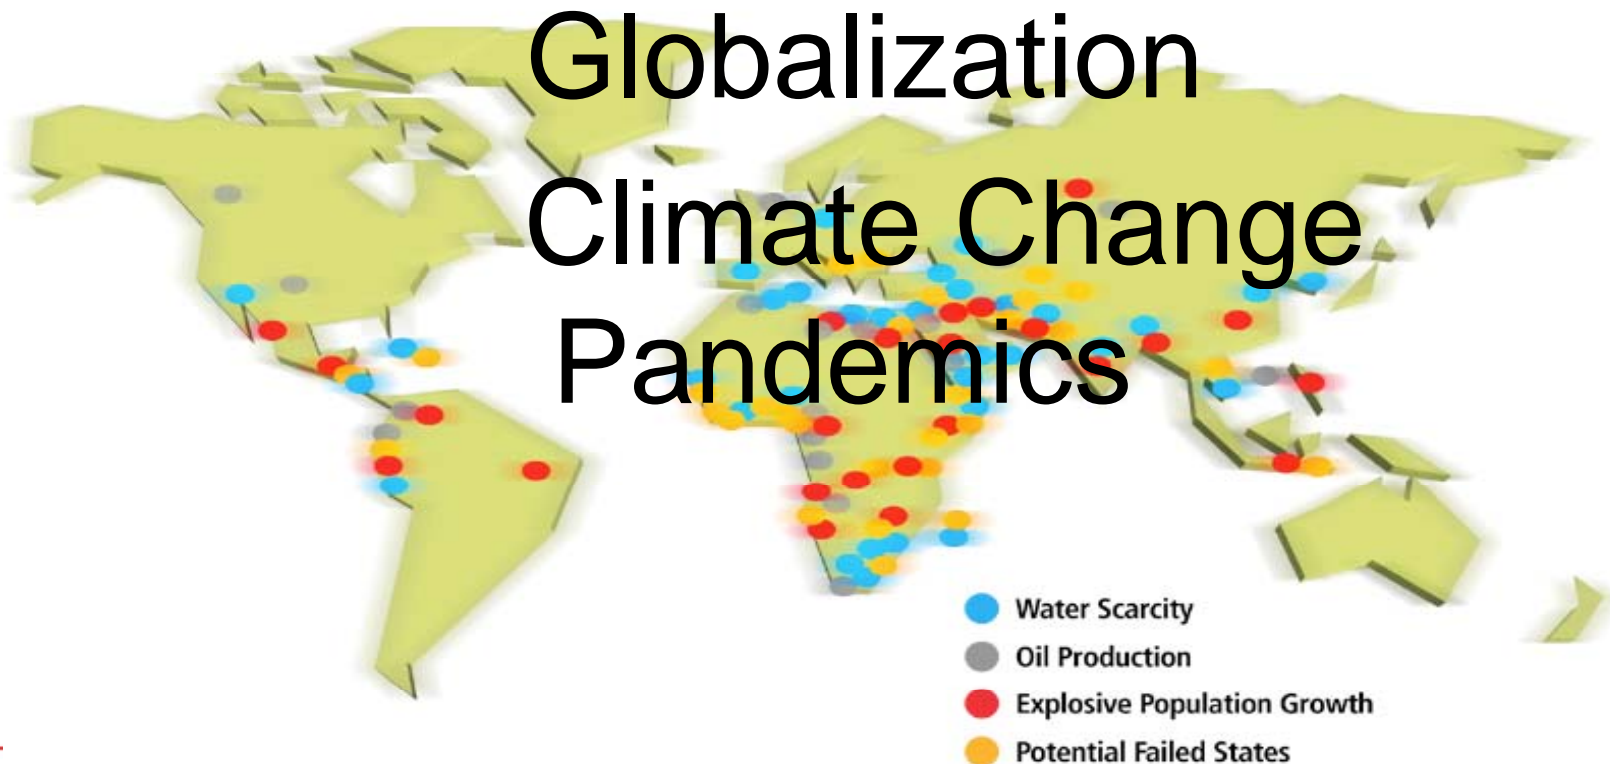 Globalization
Climate Change
Pandemics
Water Scarcity
Oil Production
Explosive Population Growth
Potential Failed States